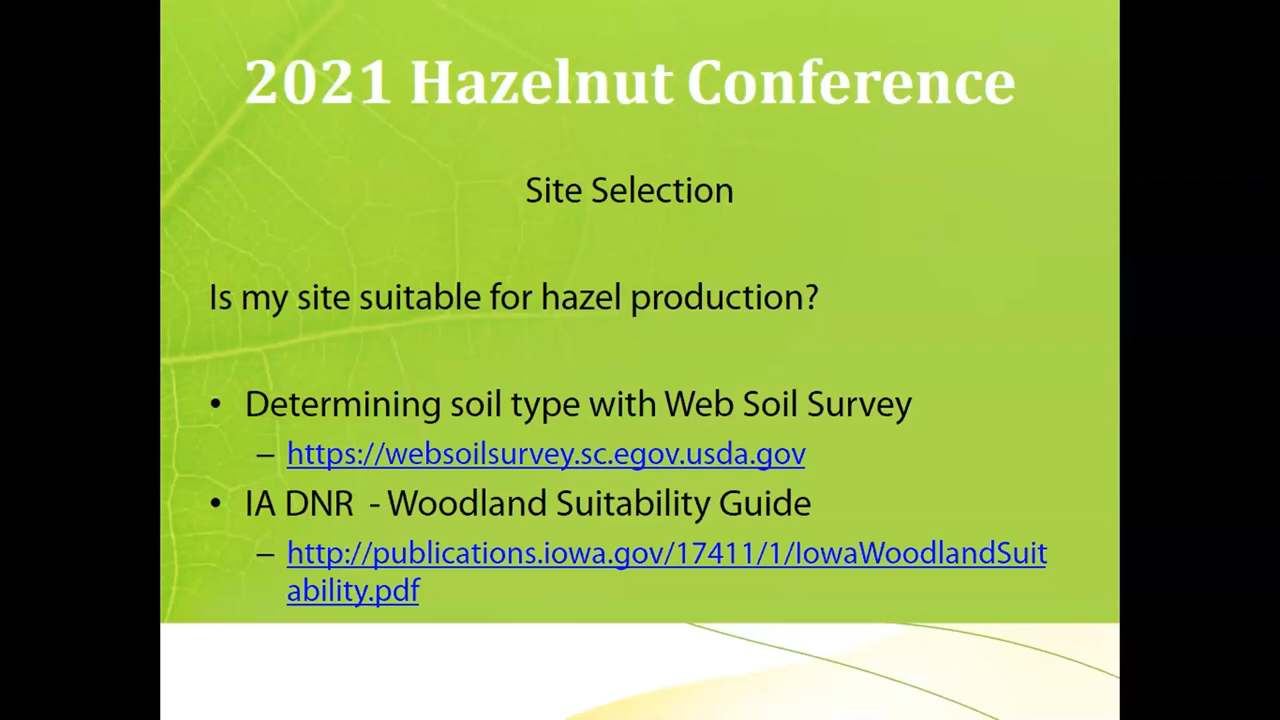 2021 Hazelnut Conference
Site Selection
Is my site suitable for hazel production?
• Determining soil type with Web Soil Survey
– https://websoilsurvey.sc.egov.usda.gov
• IA DNR - Woodland Suitability Guide
– http://publications.iowa.gov/17411/1/IowaWoodlandSuit
ability.pdf